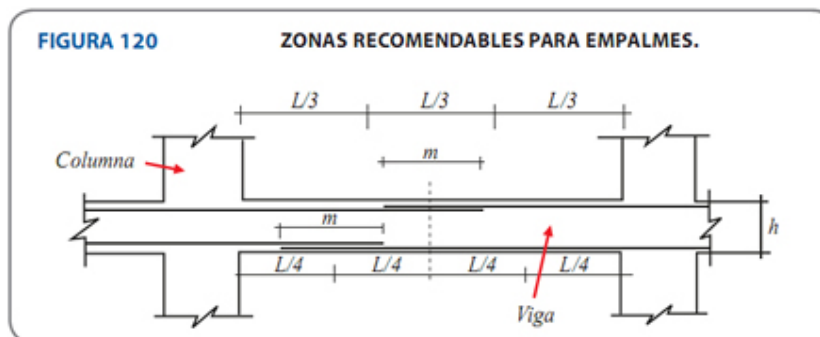 FIGURA 120 ZONAS RECOMENDABLES PARA EMPALMES.
L/3 L/3 L/3
Columna
m
m
h
L/4 L/4 L/4 L/4
Viga